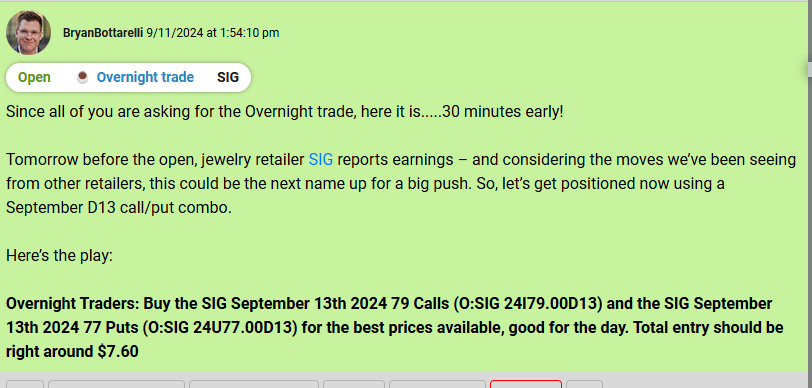 BryanBottarelli 9/11/2024 at 1:54:10 pm
Open Overnight trade SIG
Since all of you are asking for the Overnight trade, here it is.....30 minutes early!
Tomorrow before the open, jewelry retailer SIG reports earnings – and considering the moves we've been seeing
from other retailers, this could be the next name up for a big push. So, let's get positioned now using a
September D13 call/put combo.
Here's the play:
Overnight Traders: Buy the SIG September 13th 2024 79 Calls (O:SIG 24I79.00D13) and the SIG September
13th 2024 77 Puts (O:SIG 24U77.00D13) for the best prices available, good for the day. Total entry should be
right around $7.60